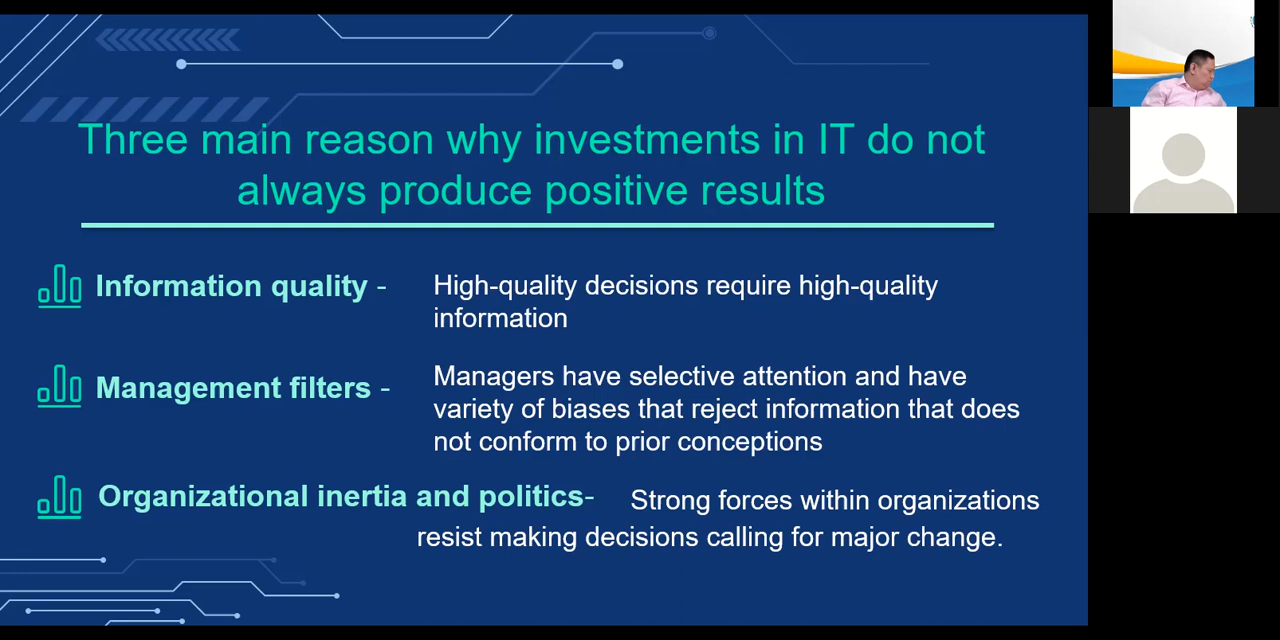 Three main reason why investments in IT do not
always produce positive results
Information quality -
High-quality decisions require high-quality
information
Management filters -
Managers have selective attention and have
variety of biases that reject information that does
not conform to prior conceptions
Organizational inertia and politics- Strong forces within organizations
resist making decisions calling for major change.